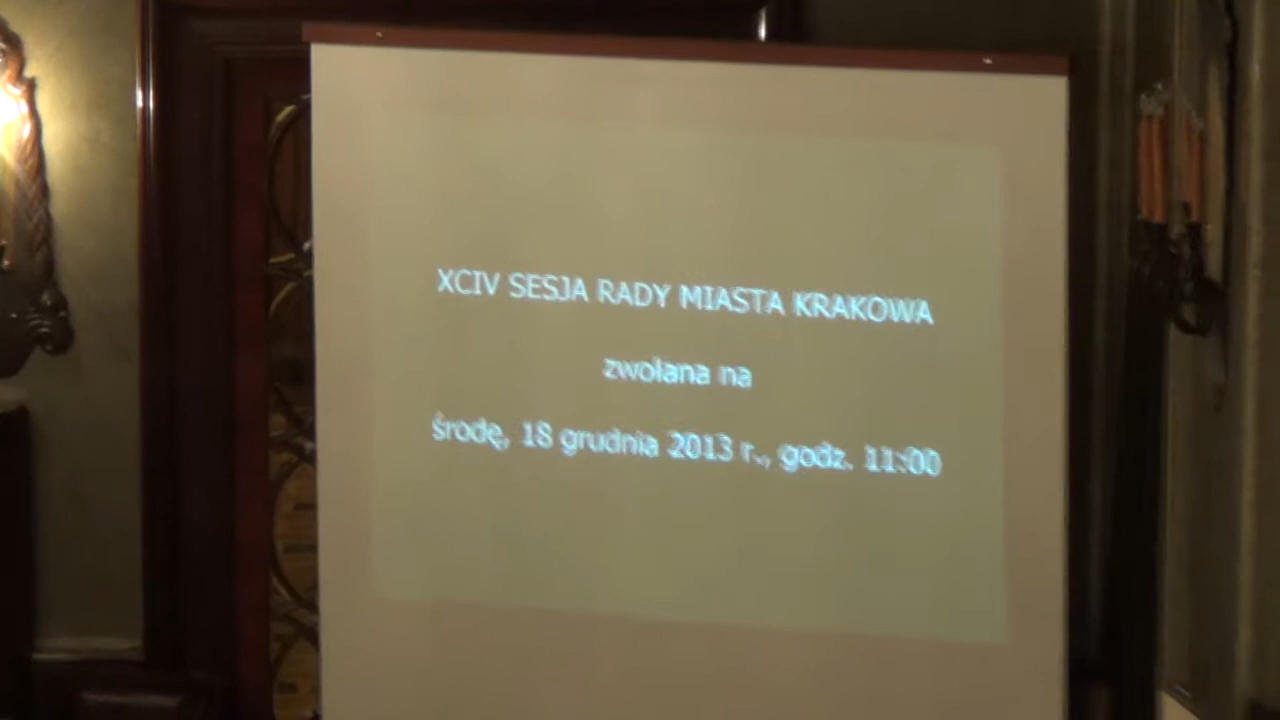 XCIV SESJA RADY MIASTA KRAKOWA
zwołana na
środę, 18 grudnia 2013 r., godz. 11:00